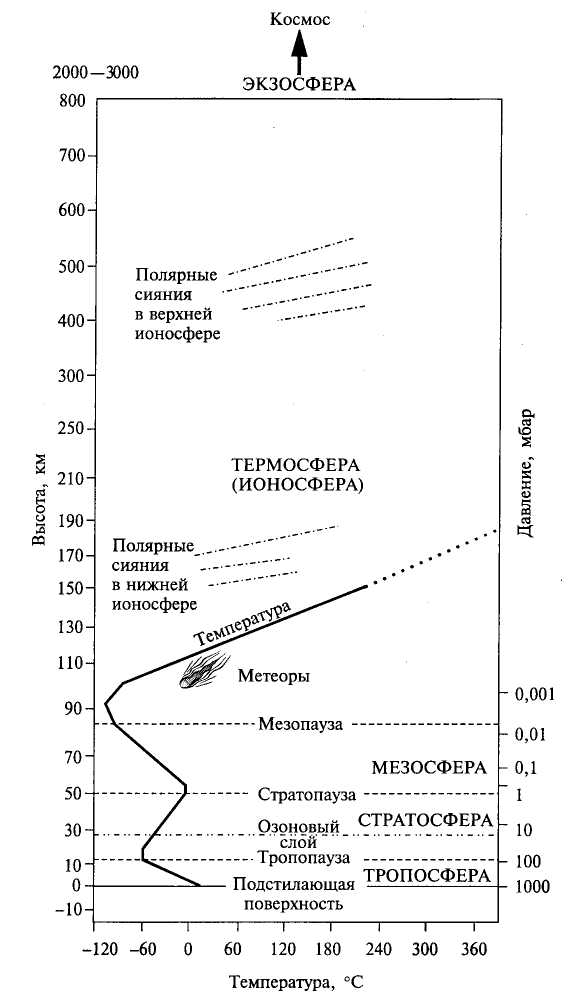 Космос
2000—3000
ЭКЗОСФЕРА
800
700
600
500
400
300
250
210
190
170
150
130
110
90
70
50
30
10
0
−10
Высота, км
Полярные
сияния
в верхней
ионосфере
ТЕРМОСФЕРА
(ИОНОСФЕРА)
Полярные
сияния
в нижней
ионосфере
Температура
Метеоры
Мезопауза
МЕЗОСФЕРА
Стратопауза
СТРАТОСФЕРА
Озоновый
слой
Тропопауза
ТРОПОСФЕРА
Подстилающая
поверхность
Давление, мбар
0,001
0,01
0,1
1
10
100
1000
−120 −60 0 60 120 180 240 300 360
Температура, °С